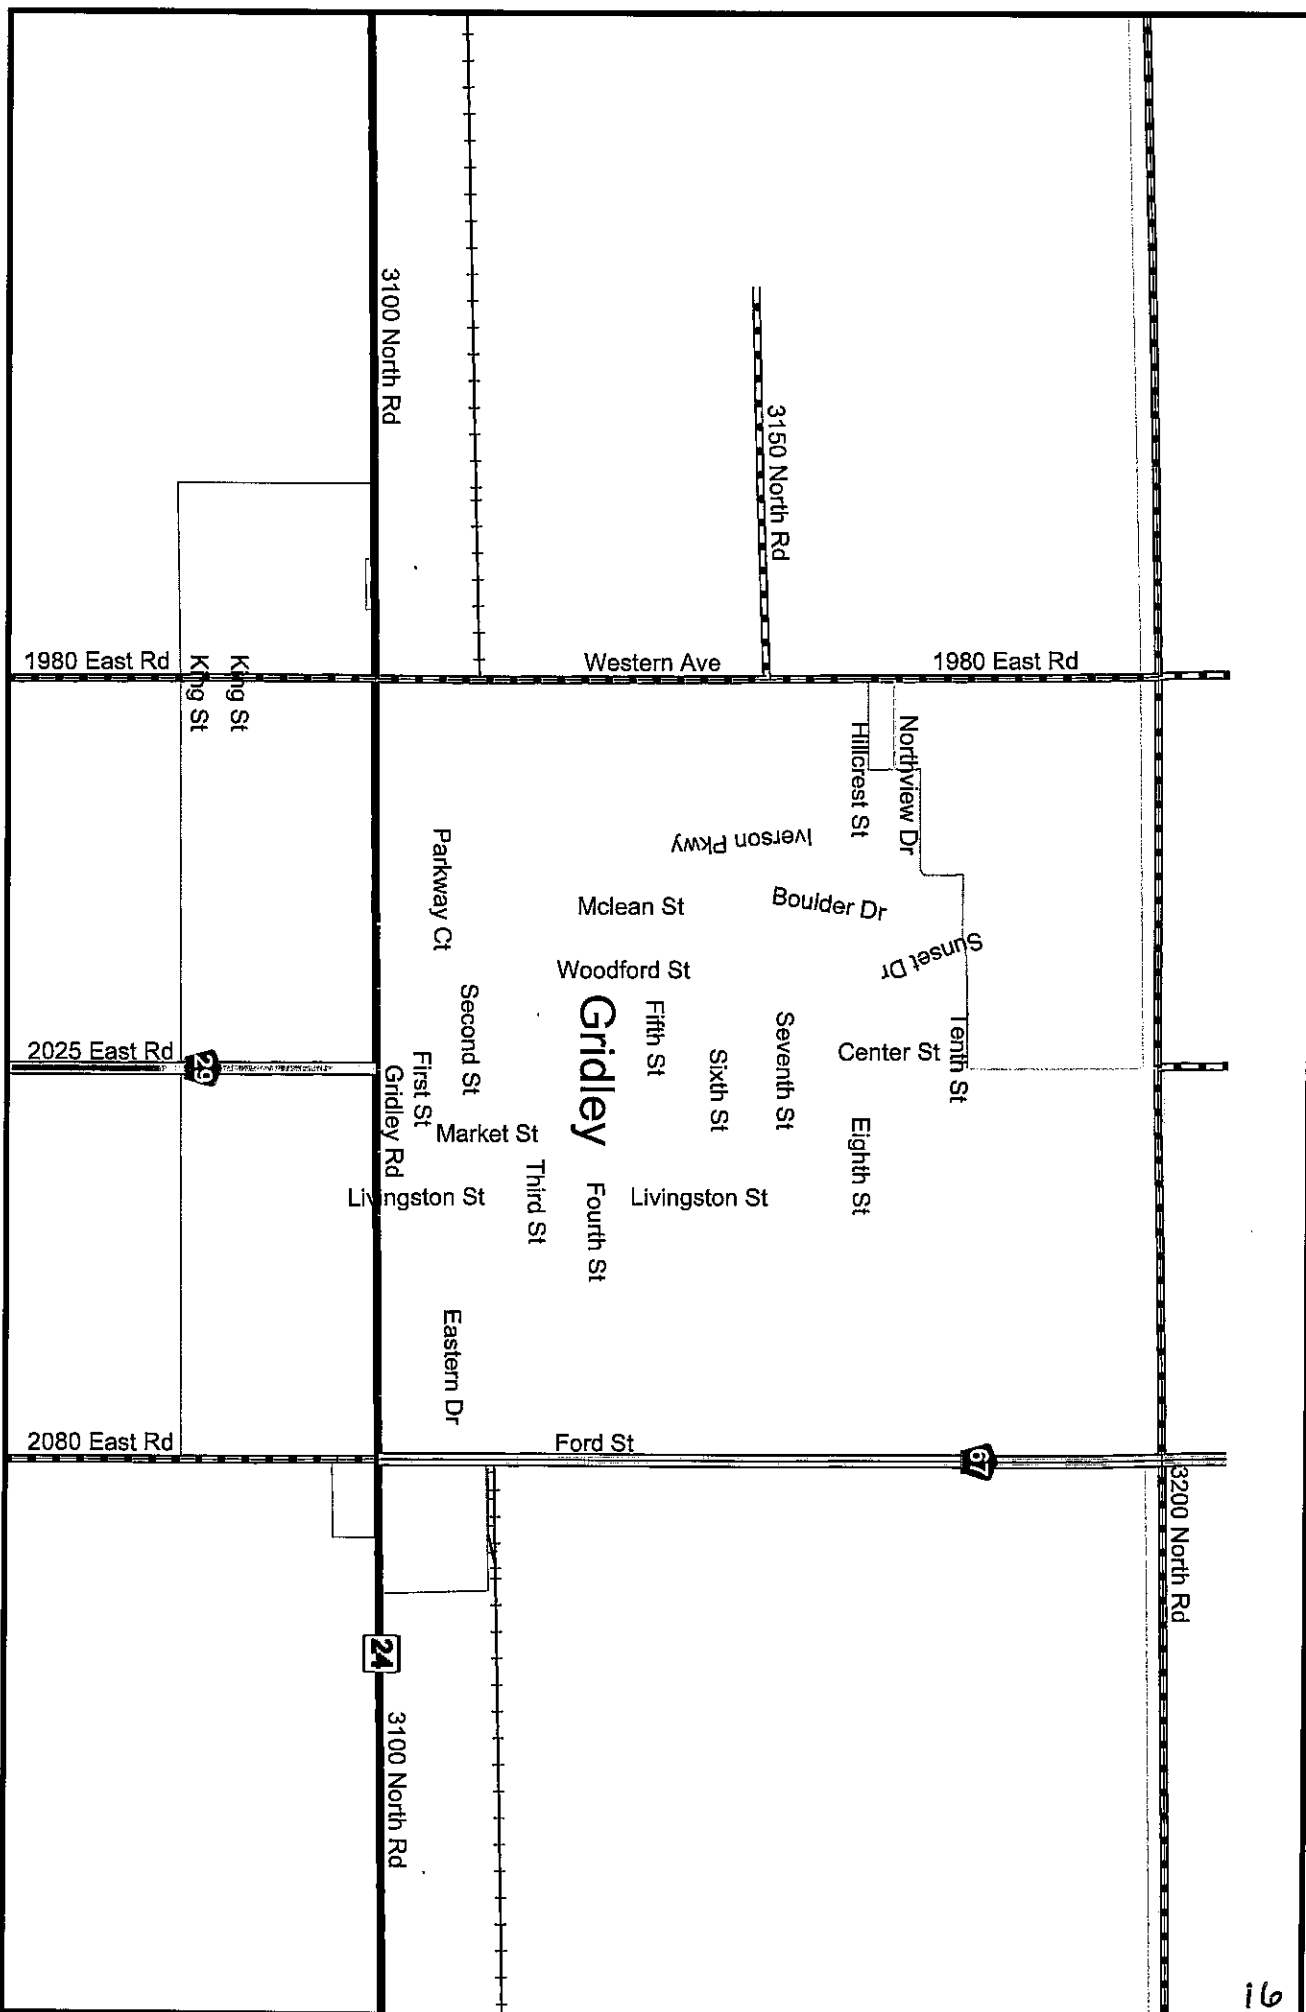 3100 North Rd
3150 North Rd
1980 East Rd
King St
King St
Western Ave
1980 East Rd
Hillcrest St
Northview Dr
Iverson Pkwy
Parkway Ct
Mclean St
Boulder Dr
Sunset Dr
Woodford St
Second St
Gridley
Fifth St
Seventh St
Tenth St
2025 East Rd
29
First St
Gridley Rd
Sixth St
Center St
Market St
Eighth St
Livingston St
Third St
Fourth St
Livingston St
Eastern Dr
2080 East Rd
Ford St
67
3200 North Rd
24
3100 North Rd
16